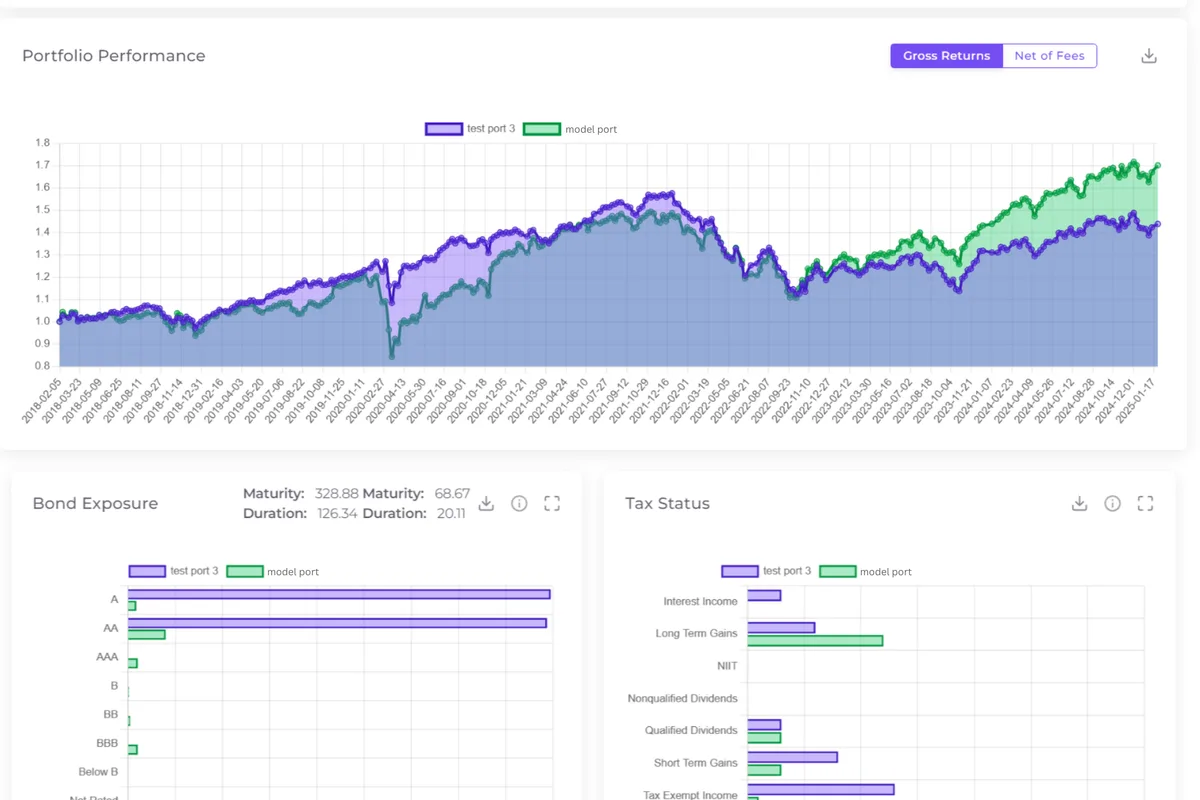 Portfolio Performance
Gross Returns Net of Fees
test port 3 model port
1.8
1.7
1.6
1.5
1.4
1.3
1.2
1.1
1.0
0.9
0.8
2018-02-05 2018-03-23 2018-05-09 2018-06-25 2018-08-11 2018-09-27 2018-11-14 2018-12-31 2019-02-16 2019-04-03 2019-05-20 2019-07-06 2019-08-22 2019-10-08 2019-11-25 2020-01-11 2020-02-27 2020-04-13 2020-05-30 2020-07-16 2020-09-01 2020-10-18 2020-12-05 2021-01-21 2021-03-09 2021-04-24 2021-06-10 2021-07-27 2021-09-12 2021-10-29 2021-12-16 2022-02-01 2022-03-19 2022-05-05 2022-06-21 2022-08-07 2022-09-23 2022-11-10 2022-12-27 2023-02-12 2023-03-30 2023-05-16 2023-07-02 2023-08-18 2023-10-04 2023-11-21 2024-01-07 2024-02-23 2024-04-09 2024-05-26 2024-07-12 2024-08-28 2024-10-14 2024-12-01 2025-01-17
Bond Exposure
Maturity: 328.88 Maturity: 68.67
Duration: 126.34 Duration: 20.11
test port 3 model port
A
AA
AAA
B
BB
BBB
Below B
Not Rated
Tax Status
test port 3 model port
Interest Income
Long Term Gains
NIIT
Nonqualified Dividends
Qualified Dividends
Short Term Gains
Tax Exempt Income